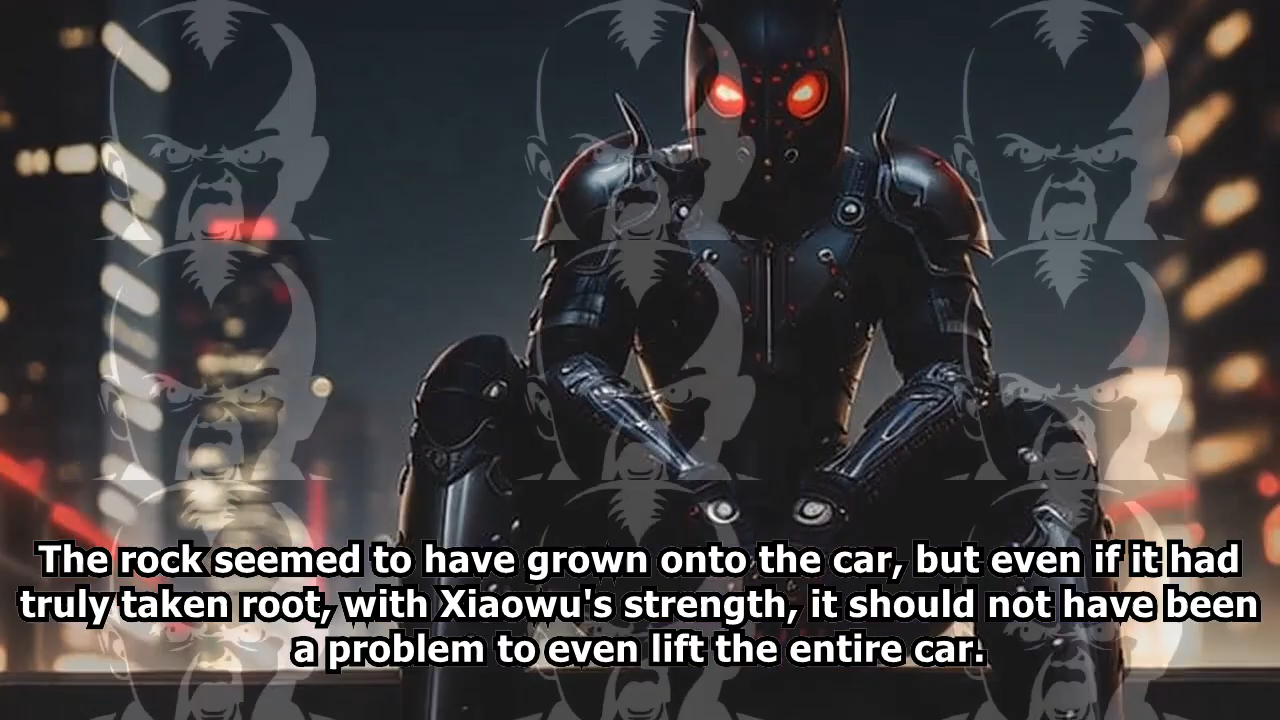 The rock seemed to have grown onto the car, but even if it had
truly taken root, with Xiaowu's strength, it should not have been
a problem to even lift the entire car.